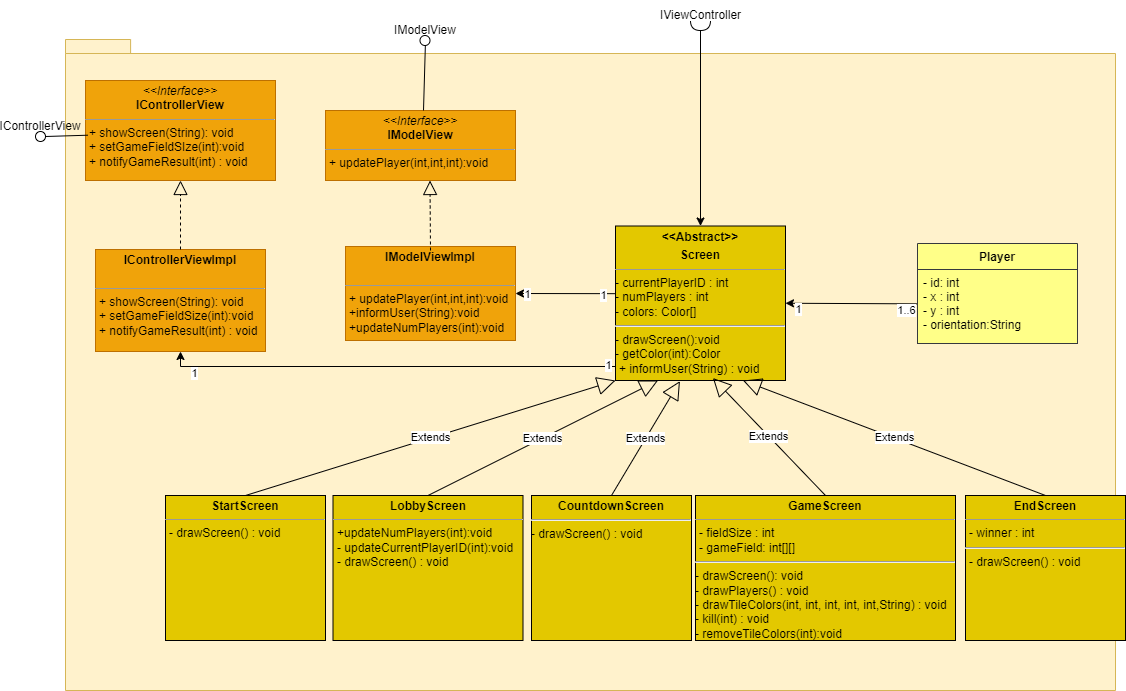 IViewController
IModelView
IControllerView
<<Interface>>
IControllerView
+ showScreen(String): void
+ setGameFieldSIze(int):void
+ notifyGameResult(int) : void
<<Interface>>
IModelView
+ updatePlayer(int,int,int):void
IControllerViewImpl
+ showScreen(String): void
+ setGameFieldSize(int):void
+ notifyGameResult(int) : void
IModelViewImpl
+ updatePlayer(int,int,int):void
+informUser(String):void
+updateNumPlayers(int):void
<<Abstract>>
Screen
- currentPlayerID : int
- numPlayers : int
- colors: Color[]
- drawScreen():void
- getColor(int):Color
+ informUser(String) : void
Player
- id: int
- x : int
- y : int
- orientation:String
1
1
1
1..6
1
1
Extends
Extends
Extends
Extends
Extends
StartScreen
- drawScreen() : void
LobbyScreen
+updateNumPlayers(int):void
- updateCurrentPlayerID(int):void
- drawScreen() : void
CountdownScreen
- drawScreen() : void
GameScreen
- fieldSize : int
- gameField: int[][]
- drawScreen(): void
- drawPlayers() : void
- drawTileColors(int, int, int, int, int,String) : void
- kill(int) : void
- removeTileColors(int):void
EndScreen
- winner : int
- drawScreen() : void